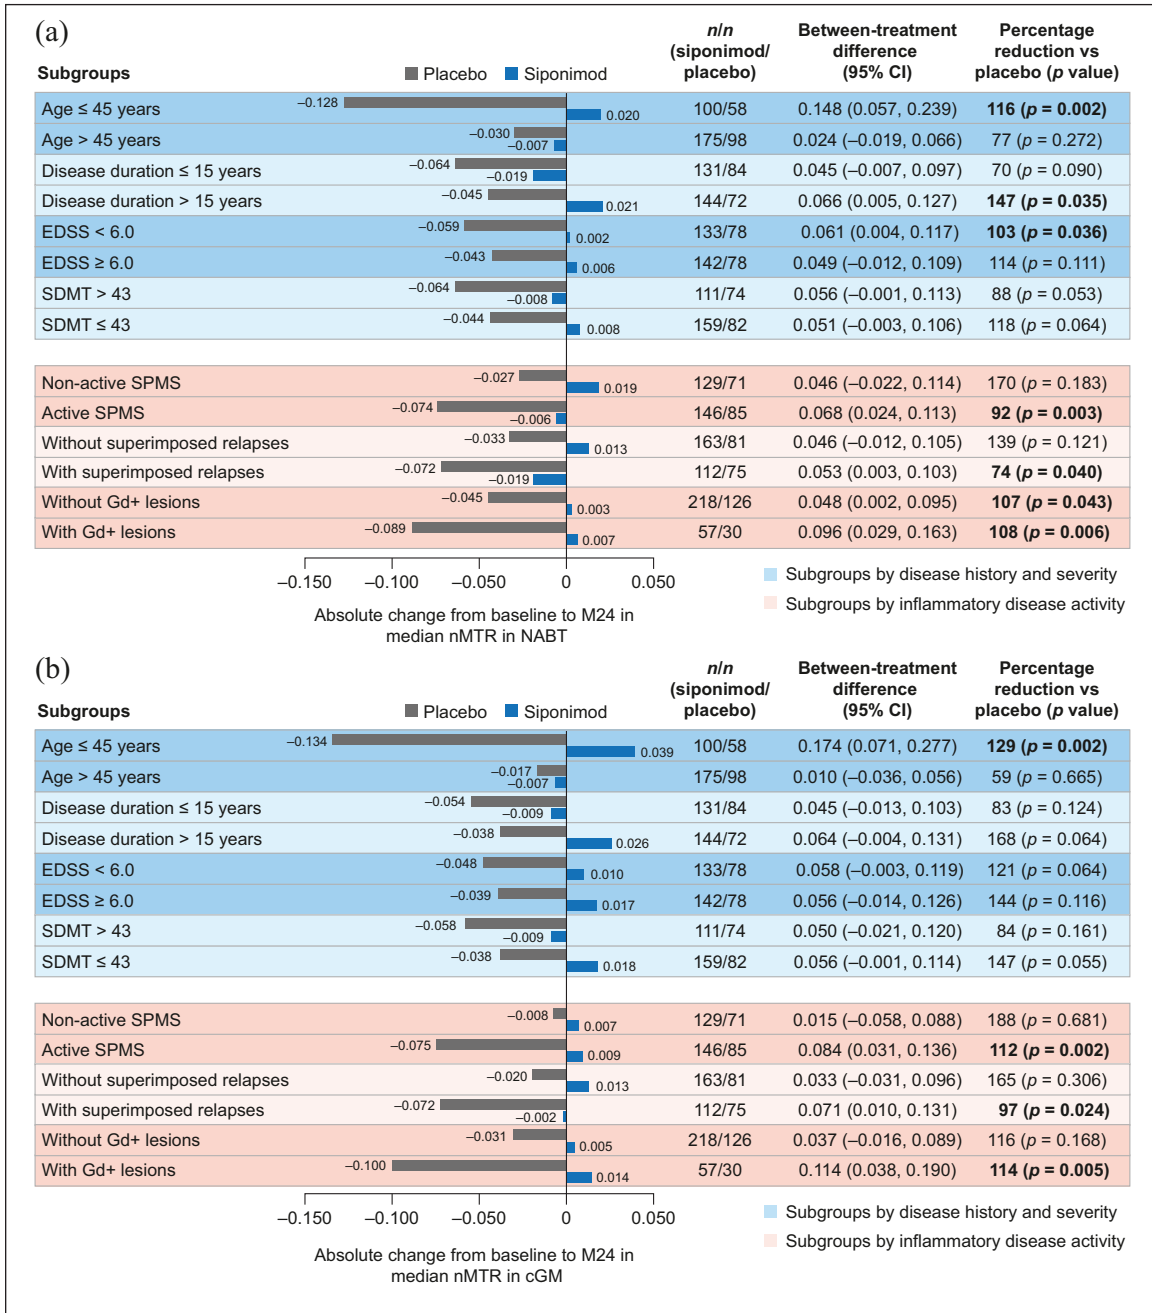 (a)
n/n Between-treatment Percentage
(siponimod/ difference reduction vs
Subgroups Placebo Siponimod placebo) (95% CI) placebo (p value)
Age ≤ 45 years –0.128 0.020 100/58 0.148 (0.057, 0.239) 116 (p = 0.002)
Age > 45 years –0.030 –0.007 175/98 0.024 (–0.019, 0.066) 77 (p = 0.272)
Disease duration ≤ 15 years –0.064 –0.019 131/84 0.045 (–0.007, 0.097) 70 (p = 0.090)
Disease duration > 15 years –0.045 0.021 144/72 0.066 (0.005, 0.127) 147 (p = 0.035)
EDSS < 6.0 –0.059 0.002 133/78 0.061 (0.004, 0.117) 103 (p = 0.036)
EDSS ≥ 6.0 –0.043 0.006 142/78 0.049 (–0.012, 0.109) 114 (p = 0.111)
SDMT > 43 –0.064 –0.008 111/74 0.056 (–0.001, 0.113) 88 (p = 0.053)
SDMT ≤ 43 –0.044 0.008 159/82 0.051 (–0.003, 0.106) 118 (p = 0.064)
Non-active SPMS –0.027 0.019 129/71 0.046 (–0.022, 0.114) 170 (p = 0.183)
Active SPMS –0.074 –0.006 146/85 0.068 (0.024, 0.113) 92 (p = 0.003)
Without superimposed relapses –0.033 0.013 163/81 0.046 (–0.012, 0.105) 139 (p = 0.121)
With superimposed relapses –0.072 –0.019 112/75 0.053 (0.003, 0.103) 74 (p = 0.040)
Without Gd+ lesions –0.045 0.003 218/126 0.048 (0.002, 0.095) 107 (p = 0.043)
With Gd+ lesions –0.089 0.007 57/30 0.096 (0.029, 0.163) 108 (p = 0.006)
–0.150 –0.100 –0.050 0 0.050
Subgroups by disease history and severity
Subgroups by inflammatory disease activity
Absolute change from baseline to M24 in
median nMTR in NABT
(b)
n/n Between-treatment Percentage
(siponimod/ difference reduction vs
Subgroups Placebo Siponimod placebo) (95% CI) placebo (p value)
Age ≤ 45 years –0.134 0.039 100/58 0.174 (0.071, 0.277) 129 (p = 0.002)
Age > 45 years –0.017 –0.007 175/98 0.010 (–0.036, 0.056) 59 (p = 0.665)
Disease duration ≤ 15 years –0.054 –0.009 131/84 0.045 (–0.013, 0.103) 83 (p = 0.124)
Disease duration > 15 years –0.038 0.026 144/72 0.064 (–0.004, 0.131) 168 (p = 0.064)
EDSS < 6.0 –0.048 0.010 133/78 0.058 (–0.003, 0.119) 121 (p = 0.064)
EDSS ≥ 6.0 –0.039 0.017 142/78 0.056 (–0.014, 0.126) 144 (p = 0.116)
SDMT > 43 –0.058 –0.009 111/74 0.050 (–0.021, 0.120) 84 (p = 0.161)
SDMT ≤ 43 –0.038 0.018 159/82 0.056 (–0.001, 0.114) 147 (p = 0.055)
Non-active SPMS –0.008 0.007 129/71 0.015 (–0.058, 0.088) 188 (p = 0.681)
Active SPMS –0.075 0.009 146/85 0.084 (0.031, 0.136) 112 (p = 0.002)
Without superimposed relapses –0.020 0.013 163/81 0.033 (–0.031, 0.096) 165 (p = 0.306)
With superimposed relapses –0.072 –0.002 112/75 0.071 (0.010, 0.131) 97 (p = 0.024)
Without Gd+ lesions –0.031 0.005 218/126 0.037 (–0.016, 0.089) 116 (p = 0.168)
With Gd+ lesions –0.100 0.014 57/30 0.114 (0.038, 0.190) 114 (p = 0.005)
–0.150 –0.100 –0.050 0 0.050
Subgroups by disease history and severity
Subgroups by inflammatory disease activity
Absolute change from baseline to M24 in
median nMTR in cGM